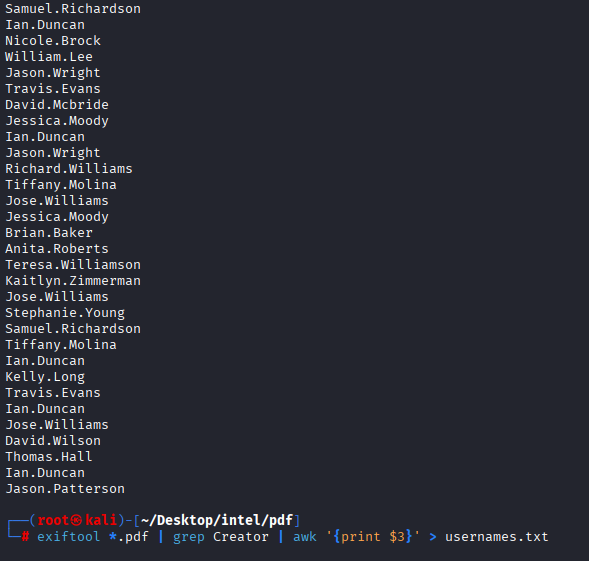 Samuel.Richardson
Ian.Duncan
Nicole.Brock
William.Lee
Jason.Wright
Travis.Evans
David.Mcbride
Jessica.Moody
Ian.Duncan
Jason.Wright
Richard.Williams
Tiffany.Molina
Jose.Williams
Jessica.Moody
Brian.Baker
Anita.Roberts
Teresa.Williamson
Kaitlyn.Zimmerman
Jose.Williams
Stephanie.Young
Samuel.Richardson
Tiffany.Molina
Ian.Duncan
Kelly.Long
Travis.Evans
Ian.Duncan
Jose.Williams
David.Wilson
Thomas.Hall
Ian.Duncan
Jason.Patterson
┌──(root㉿kali)-[~/Desktop/intel/pdf]
└─# exiftool *.pdf | grep Creator | awk '{print $3}' > usernames.txt